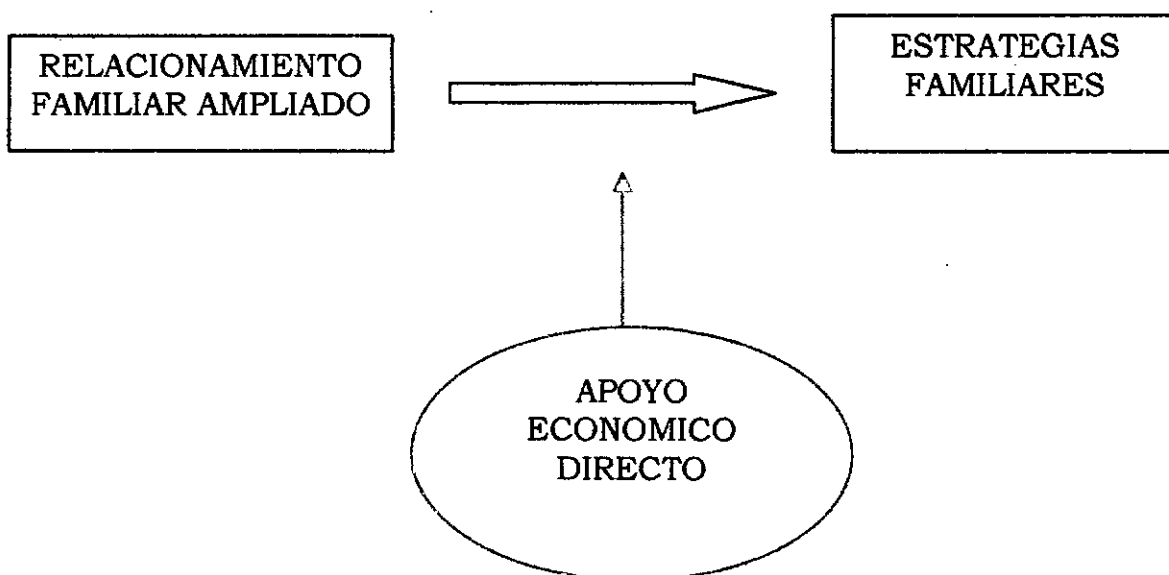 RELACIONAMIENTO
FAMILIAR AMPLIADO
ESTRATEGIAS
FAMILIARES
APOYO
ECONOMICO
DIRECTO